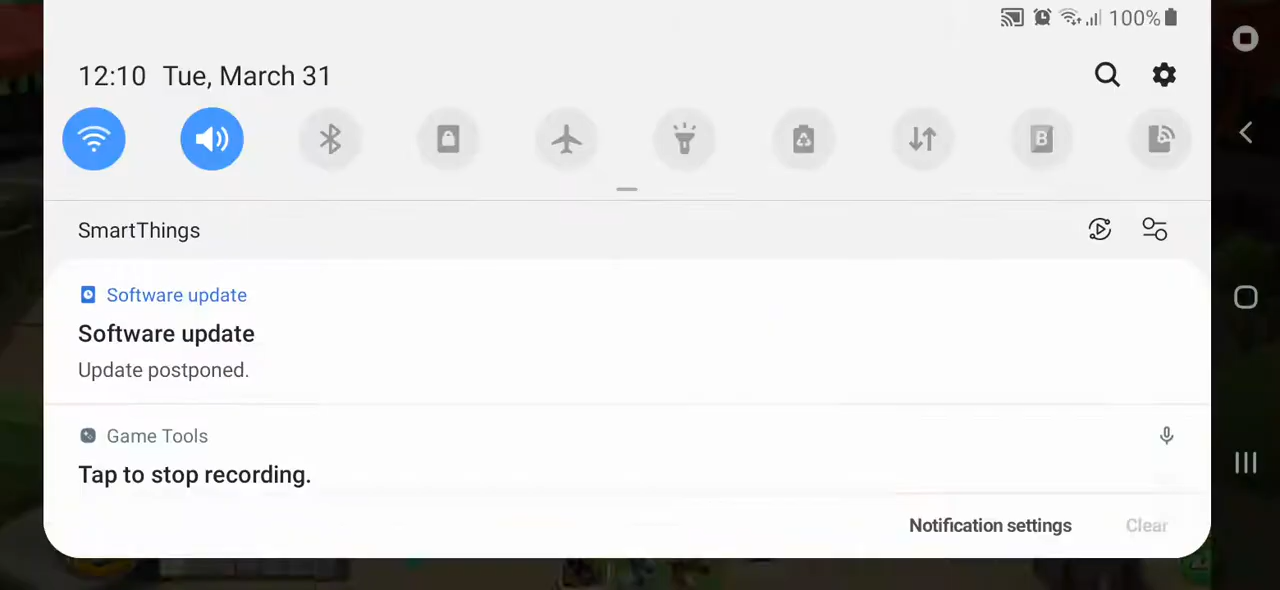 100%
12:10 Tue, March 31
B
SmartThings
Software update
Software update
Update postponed.
Game Tools
Tap to stop recording.
Notification settings Clear